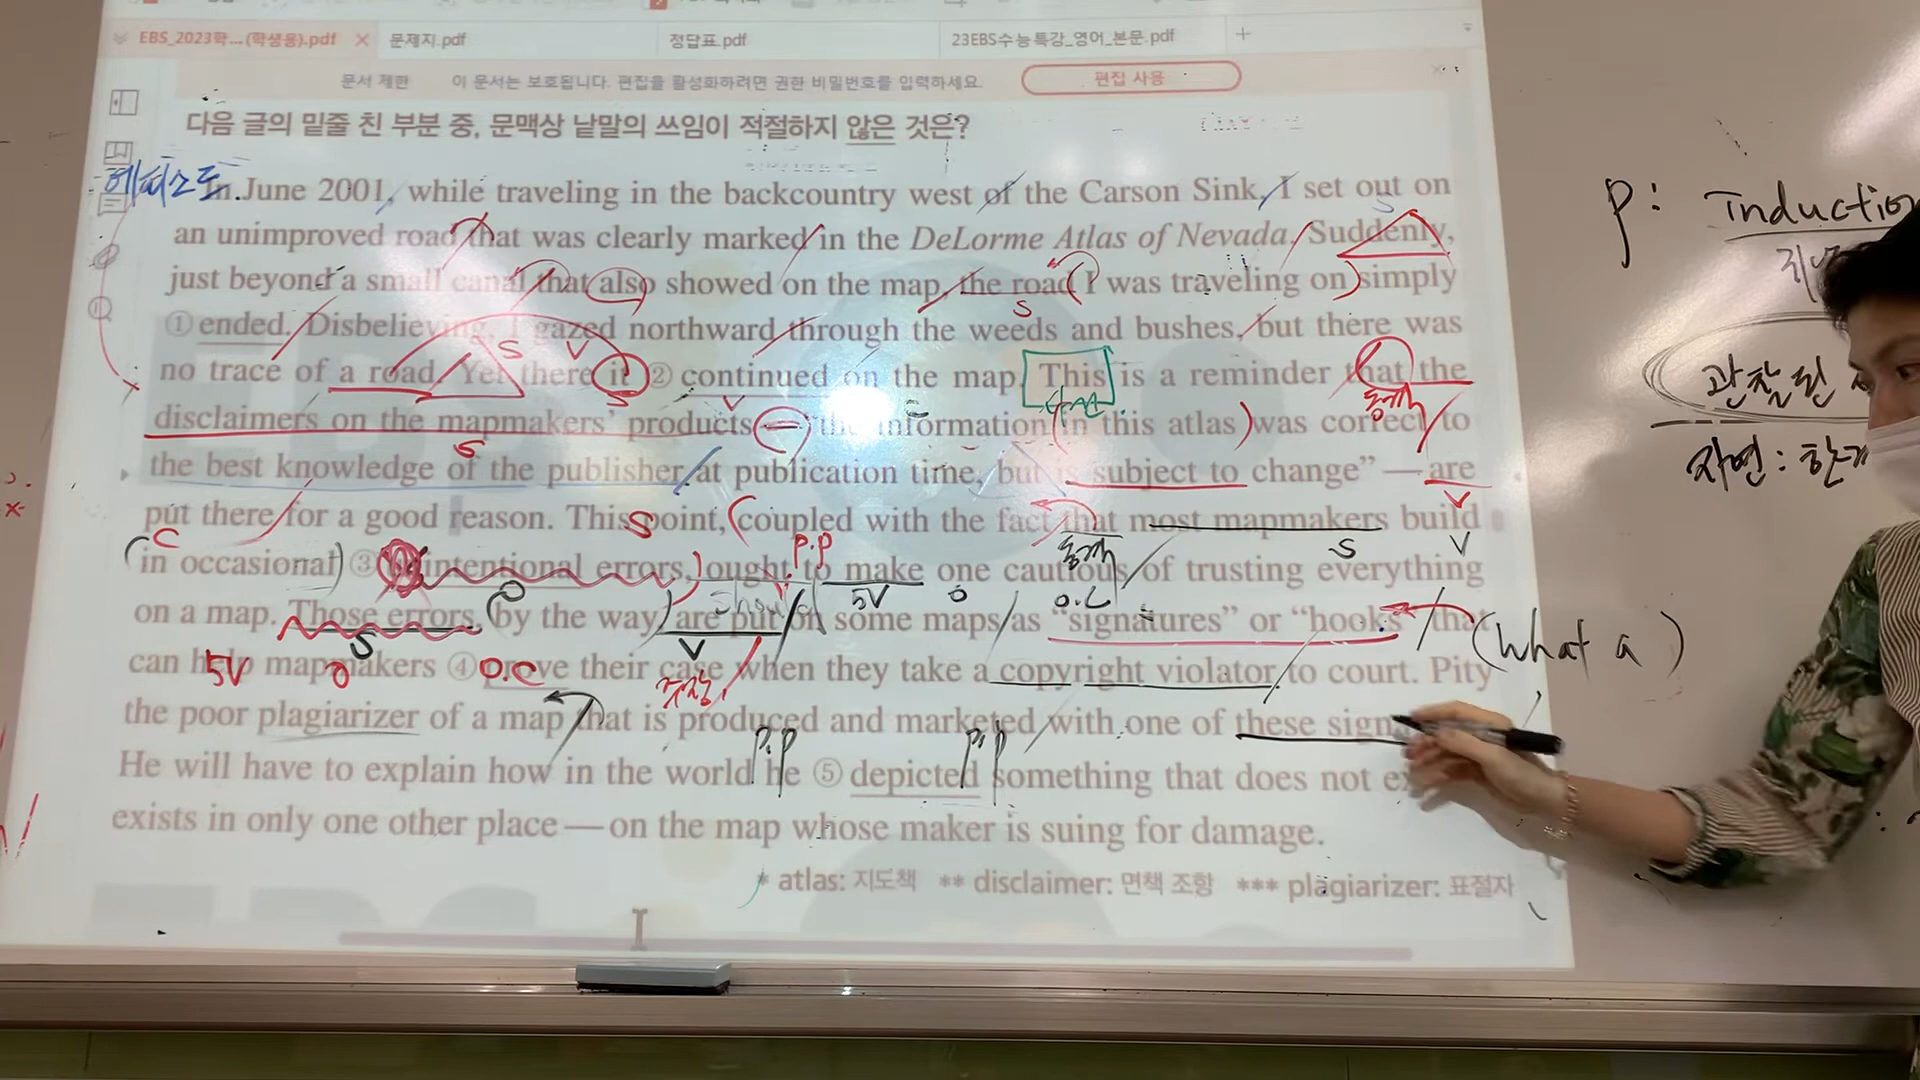 EBS_2023학...(학생용).pdf
문제지.pdf
정답표.pdf
23EBS수능특강_영어_본문.pdf
문서 제한 이 문서는 보호됩니다. 편집을 활성화하려면 권한 비밀번호를 입력하세요. 편집 사용
다음 글의 밑줄 친 부분 중, 문맥상 낱말의 쓰임이 적절하지 않은 것은?
에피소드
In June 2001, while traveling in the backcountry west of the Carson Sink, I set out on
an unimproved road that was clearly marked in the DeLorme Atlas of Nevada. Suddenly,
just beyond a small canal that also showed on the map, the road I was traveling on simply
① ended. Disbelieving, I gazed northward through the weeds and bushes, but there was
no trace of a road. Yet there it ② continued on the map. This is a reminder that the
disclaimers on the mapmakers' products — "the information in this atlas was correct to
the best knowledge of the publisher at publication time, but is subject to change" — are
put there for a good reason. This point, coupled with the fact that most mapmakers build
in occasional ③ intentional errors, ought to make one cautious of trusting everything
on a map. Those errors, by the way, are put on some maps as "signatures" or "hooks" that
can help mapmakers ④ prove their case when they take a copyright violator to court. Pity
the poor plagiarizer of a map that is produced and marketed with one of these sign
He will have to explain how in the world he ⑤ depicted something that does not ex
exists in only one other place — on the map whose maker is suing for damage.
* atlas: 지도책 ** disclaimer: 면책 조항 *** plagiarizer: 표절자
S
S
S
V
S
V
동격
S
V
C
S
p.p
동격
S
V
O
should
5V
O
O.C
S
V
5V
O
O.C
주장
p.p
p.p
(What a )
P : Induction
관찰된
자연 : 한